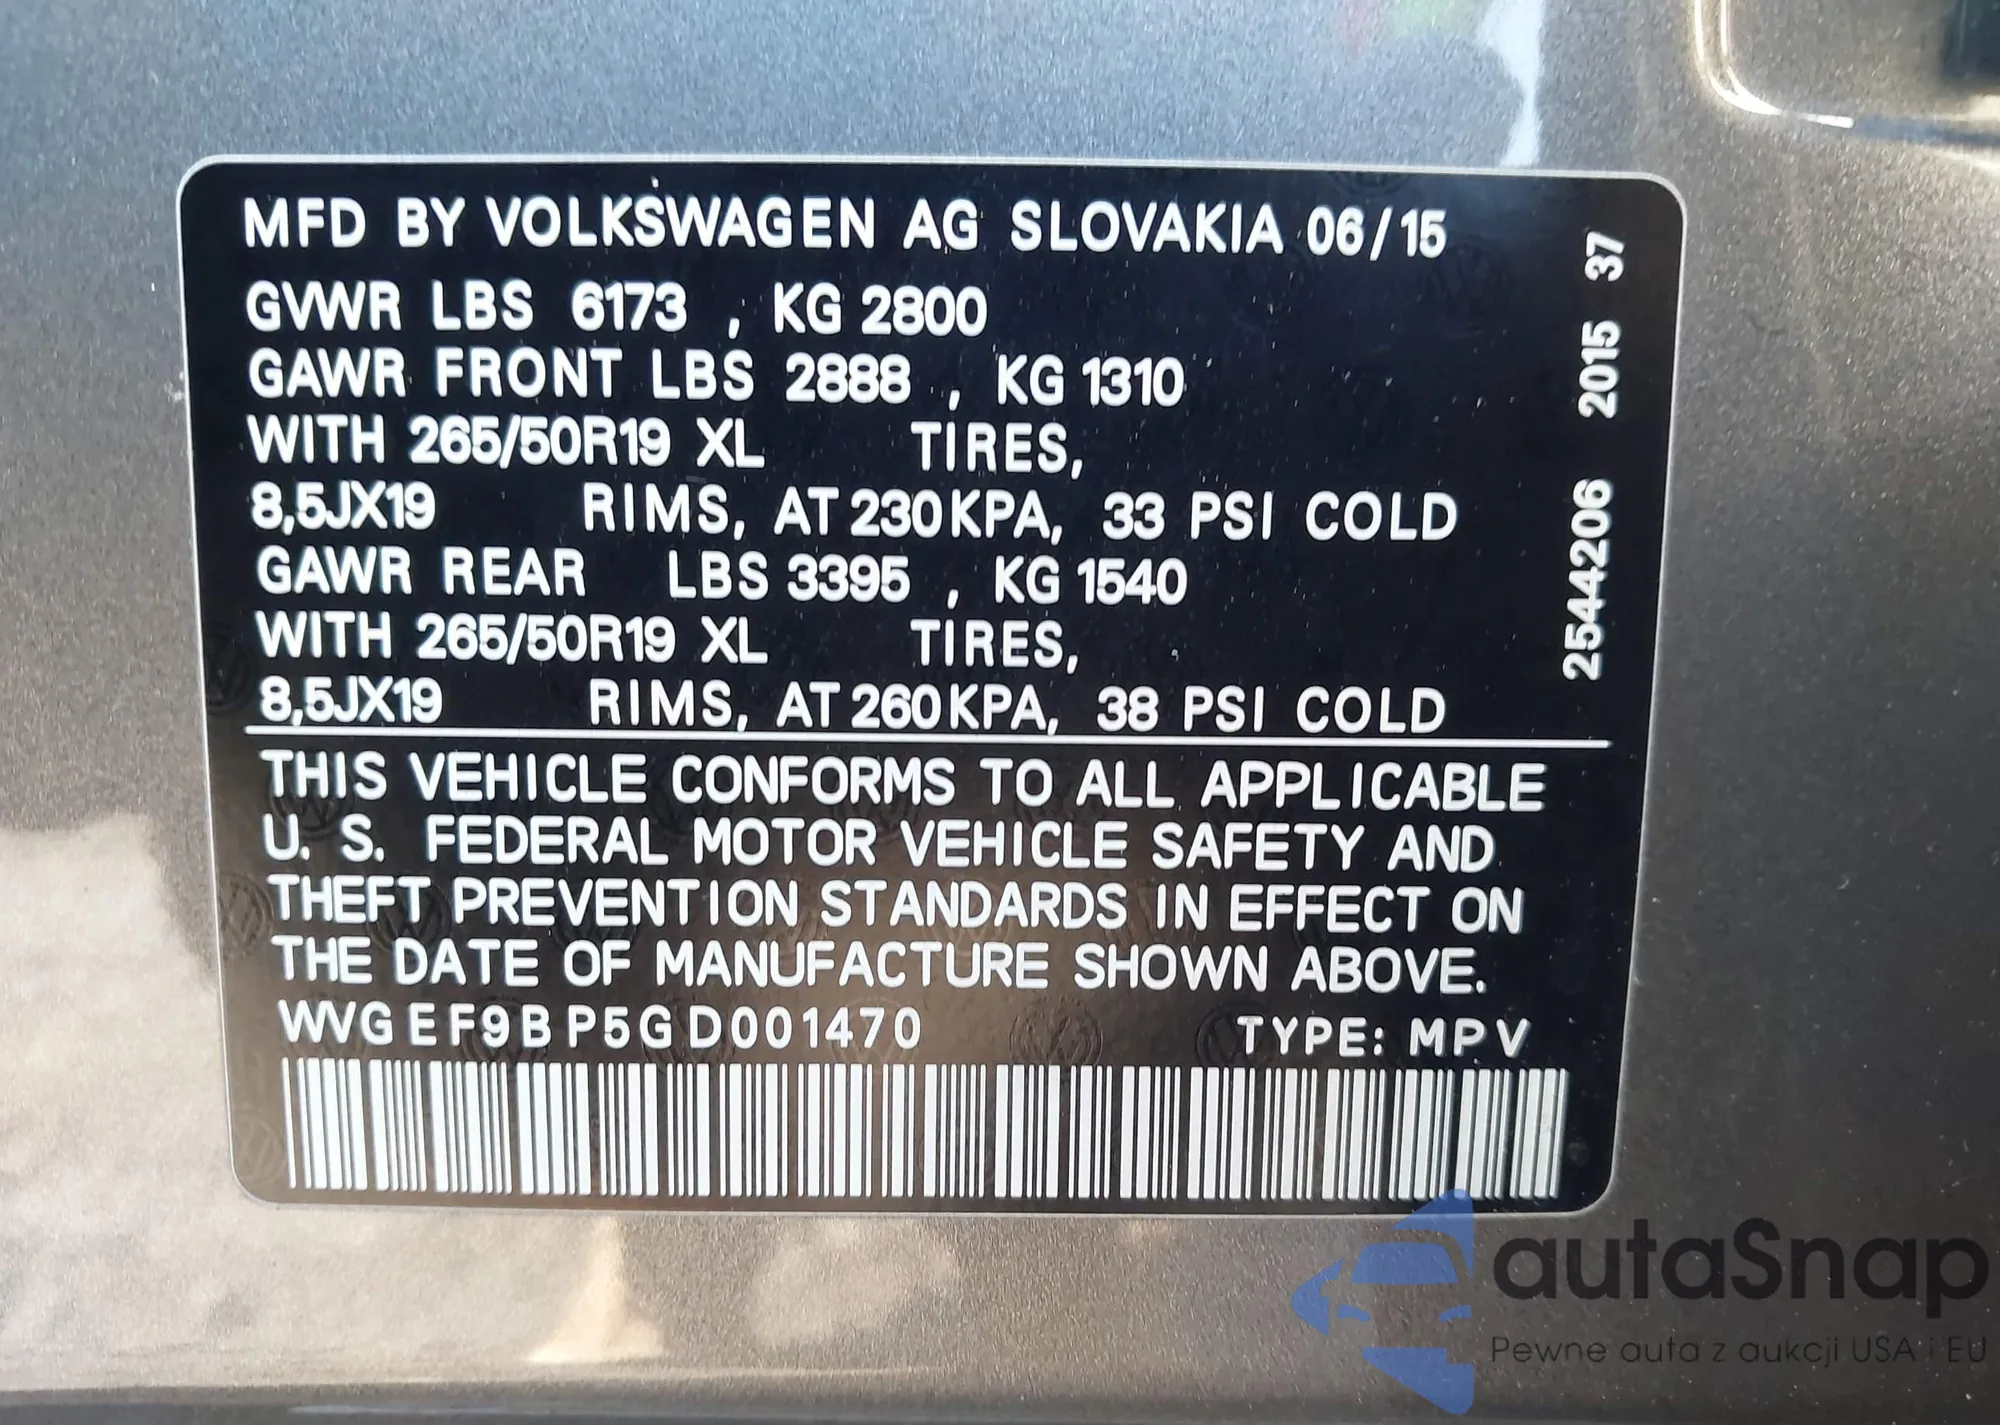 MFD BY VOLKSWAGEN AG SLOVAKIA 06/15
GVWR LBS 6173 , KG 2800
GAWR FRONT LBS 2888 , KG 1310
WITH 265/50R19 XL TIRES,
8,5JX19 RIMS, AT 230KPA, 33 PSI COLD
GAWR REAR LBS 3395 , KG 1540
WITH 265/50R19 XL TIRES,
8,5JX19 RIMS, AT 260KPA, 38 PSI COLD
THIS VEHICLE CONFORMS TO ALL APPLICABLE
U. S. FEDERAL MOTOR VEHICLE SAFETY AND
THEFT PREVENTION STANDARDS IN EFFECT ON
THE DATE OF MANUFACTURE SHOWN ABOVE.
WVGEF9BP5GD001470 TYPE: MPV
2544206 2015 37
autaSnap
Pewne auta z aukcji USA i EU